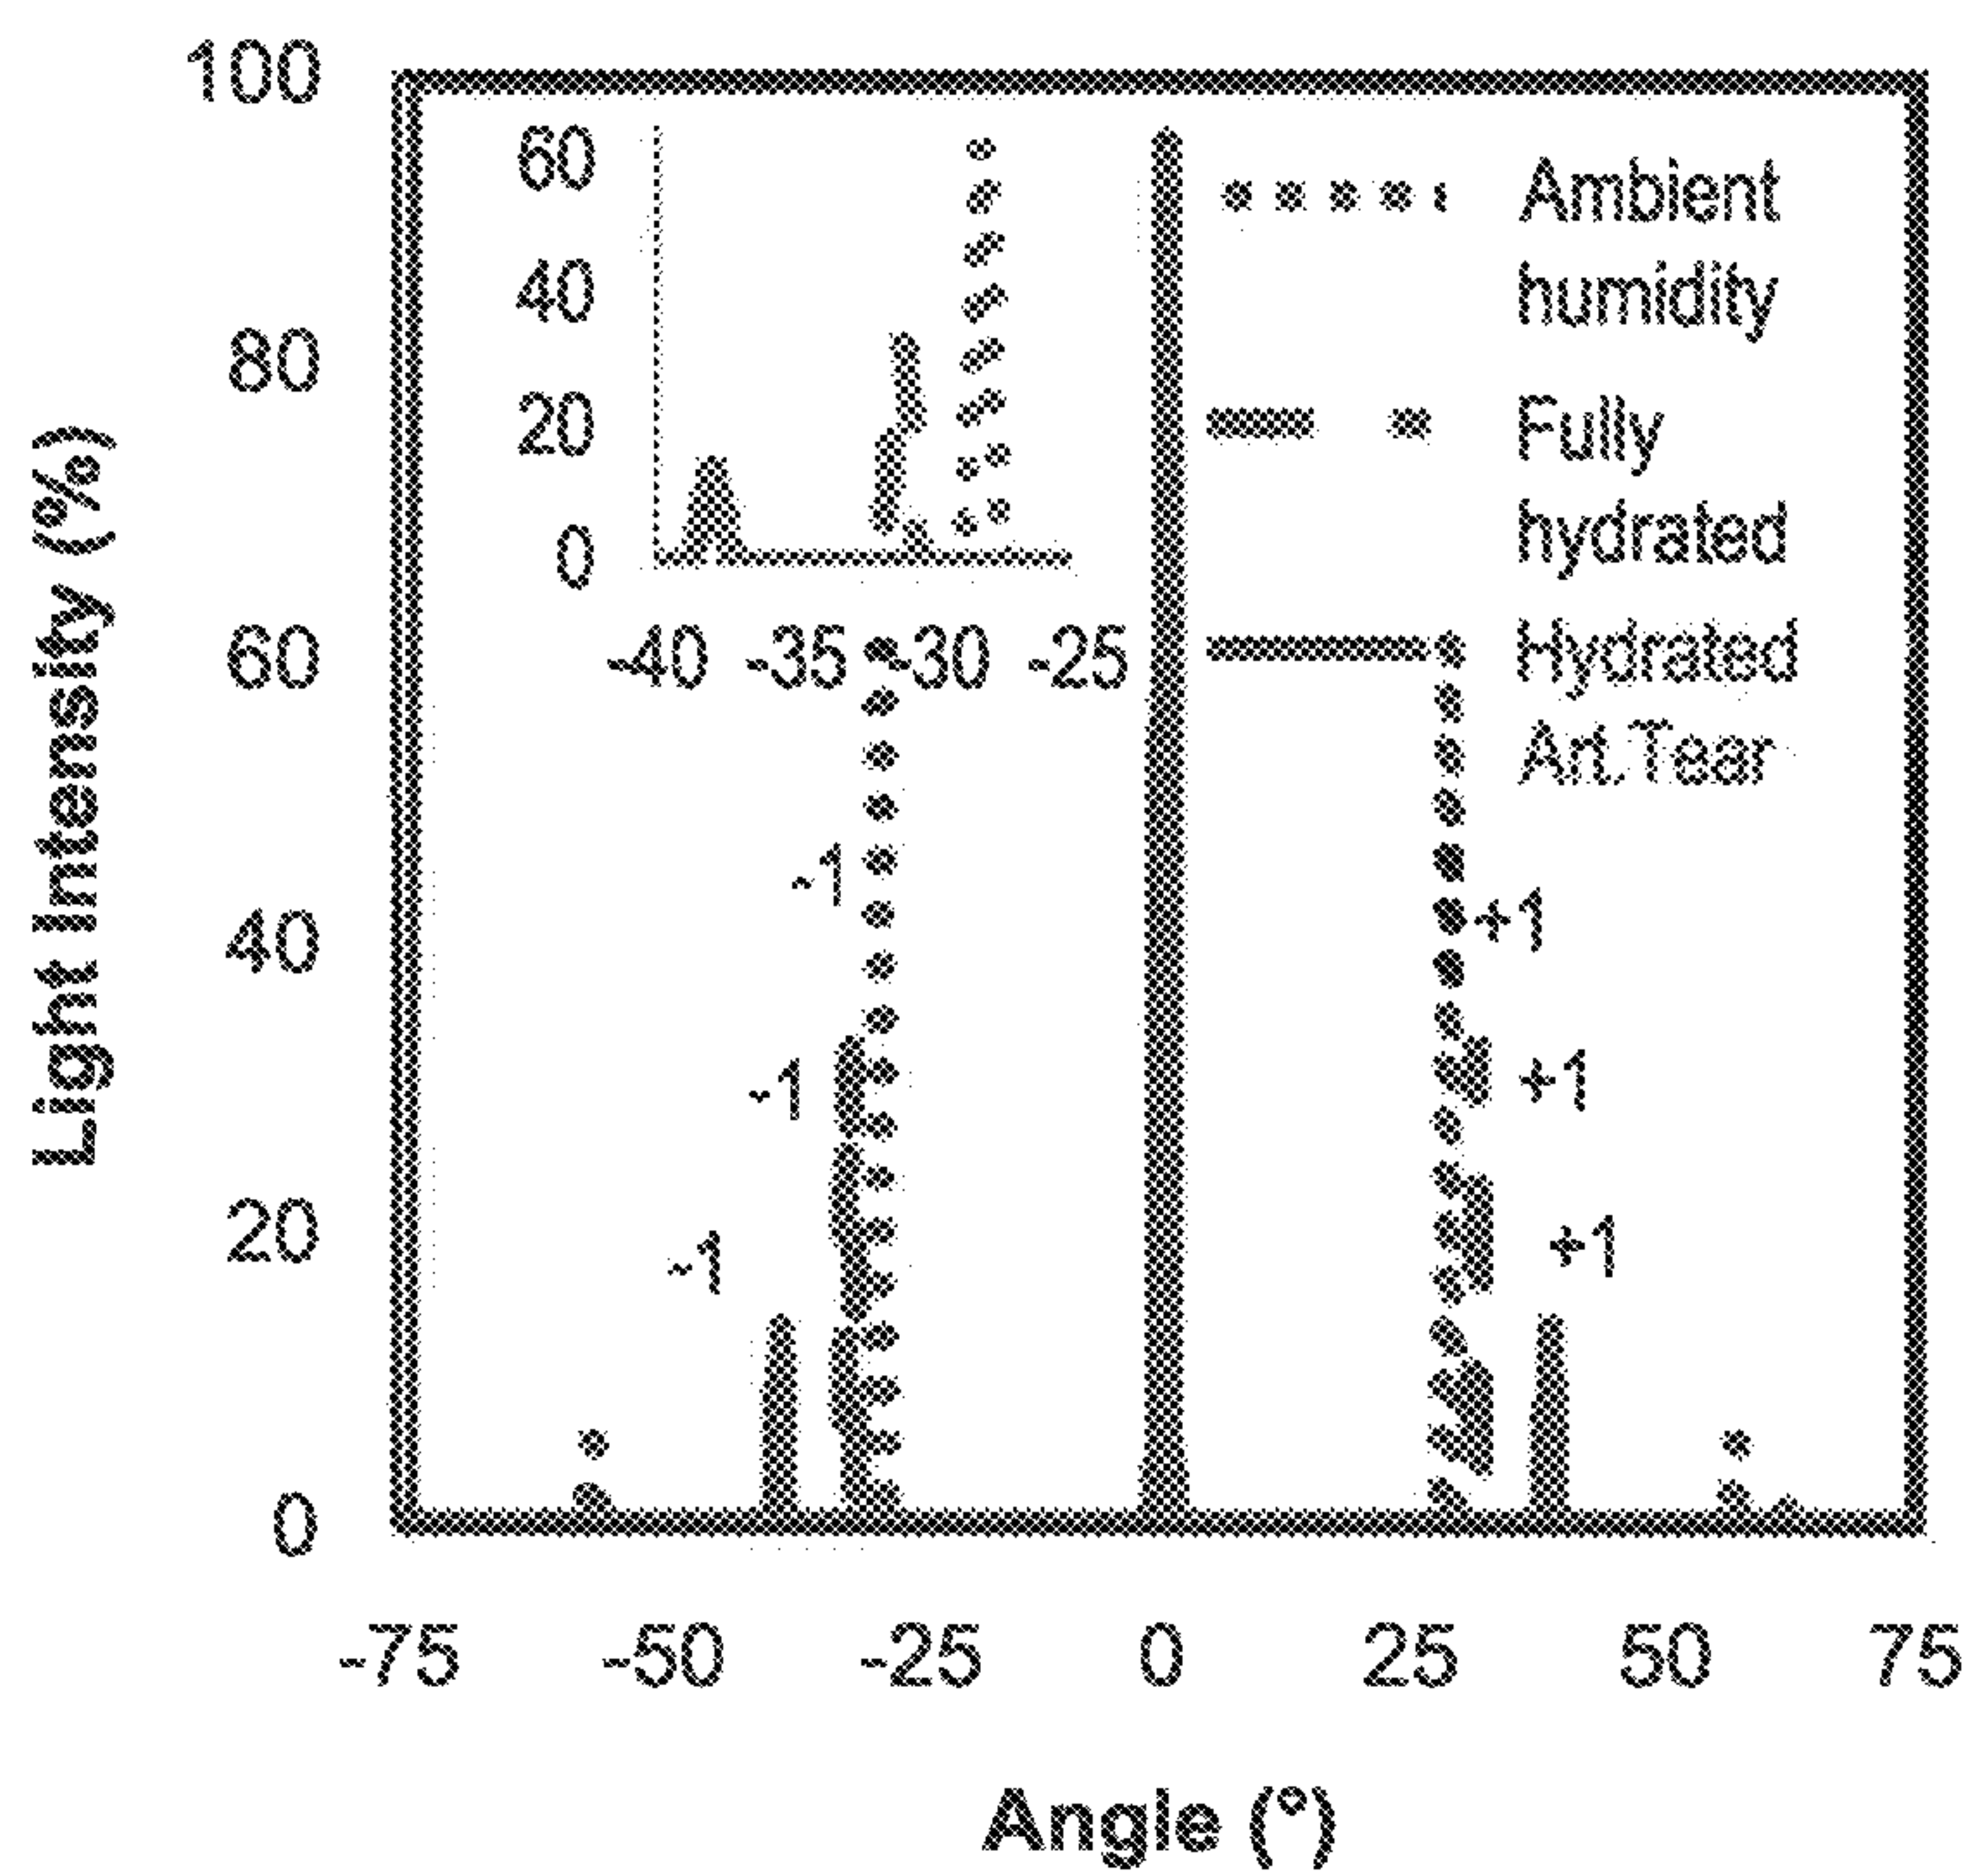 Light Intensity (%)
100
80
60
40
20
0
60
40
20
0
-40 -35 -30 -25
Ambient
humidity
Fully
hydrated
Hydrated
Art.Tear
-1
-1
-1
+1
+1
+1
-75 -50 -25 0 25 50 75
Angle (°)